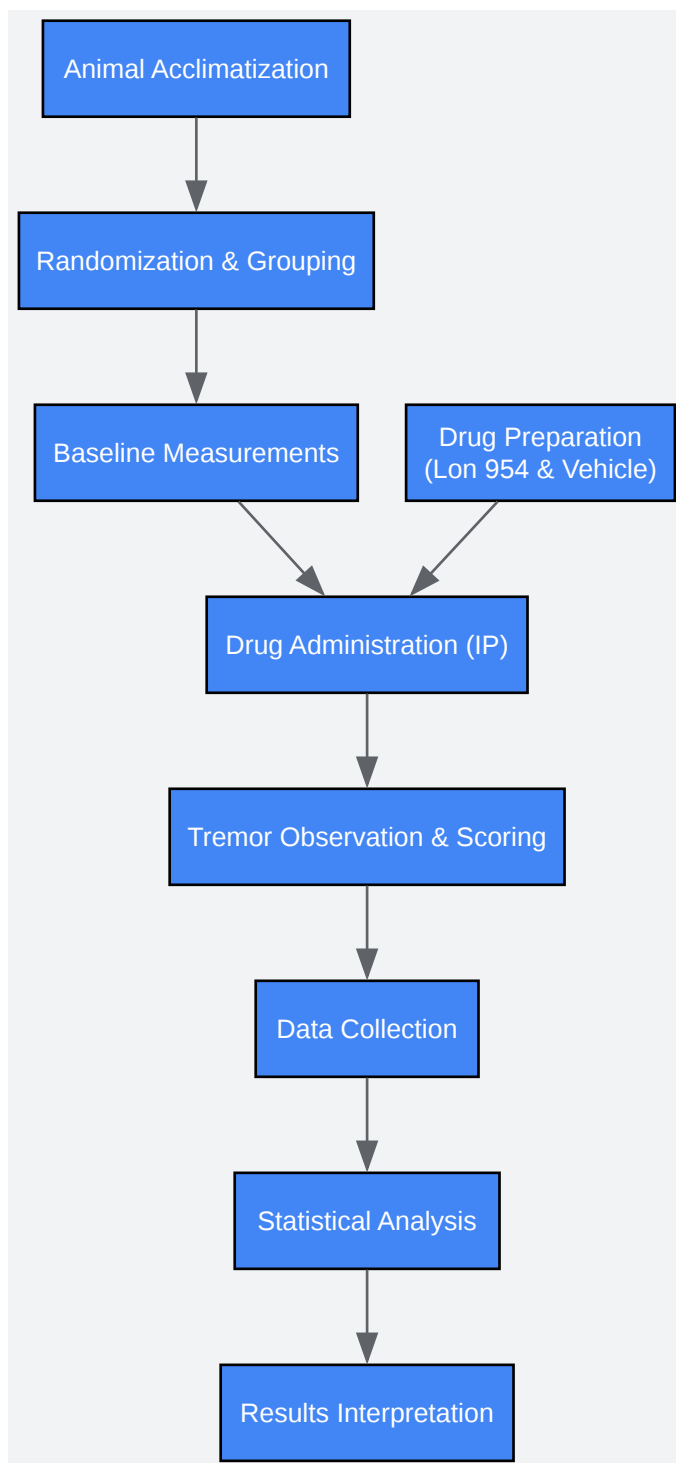 Animal Acclimatization
Randomization & Grouping
Baseline Measurements
Drug Preparation
(Lon 954 & Vehicle)
Drug Administration (IP)
Tremor Observation & Scoring
Data Collection
Statistical Analysis
Results Interpretation